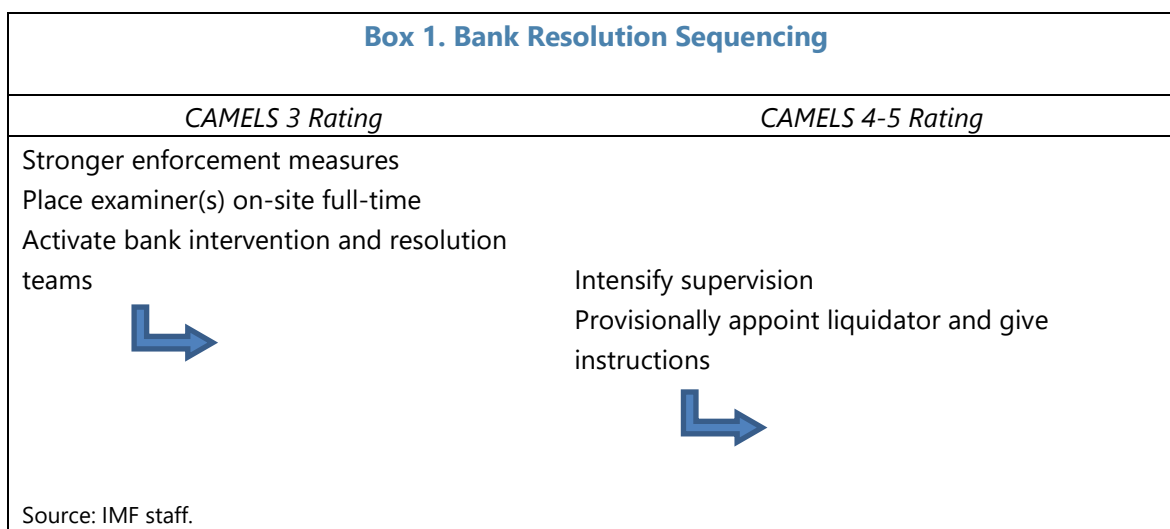 Box 1. Bank Resolution Sequencing
CAMELS 3 Rating
CAMELS 4-5 Rating
Stronger enforcement measures
Place examiner(s) on-site full-time
Activate bank intervention and resolution
teams
Intensify supervision
Provisionally appoint liquidator and give
instructions
Source: IMF staff.